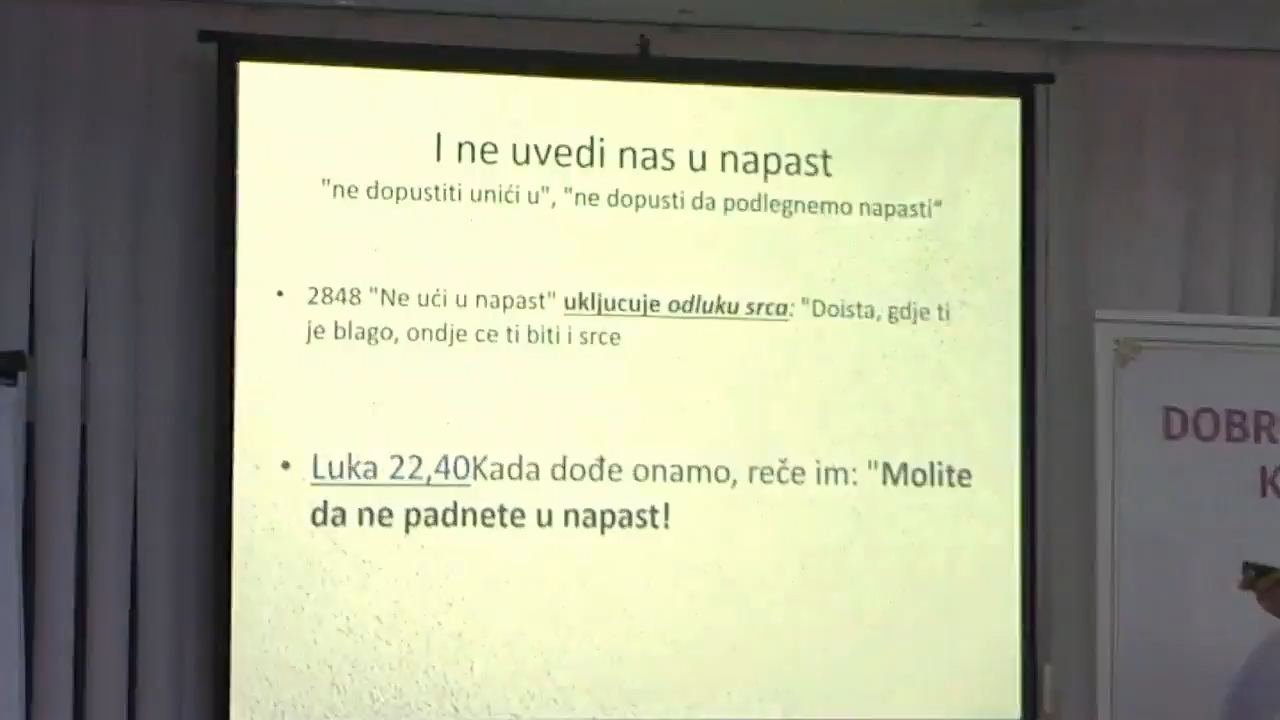 I ne uvedi nas u napast
"ne dopustiti unići u", "ne dopusti da podlegnemo napasti“
• 2848 "Ne ući u napast" ukljucuje odluku srca: "Doista, gdje ti
je blago, ondje ce ti biti i srce
• Luka 22,40Kada dođe onamo, reče im: "Molite
da ne padnete u napast!
DOBR
K